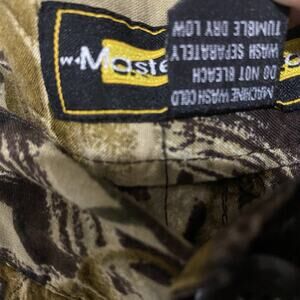 Maste
MACHINE WASH COLD
DO NOT BLEACH
WASH SEPARATELY
TUMBLE DRY LOW